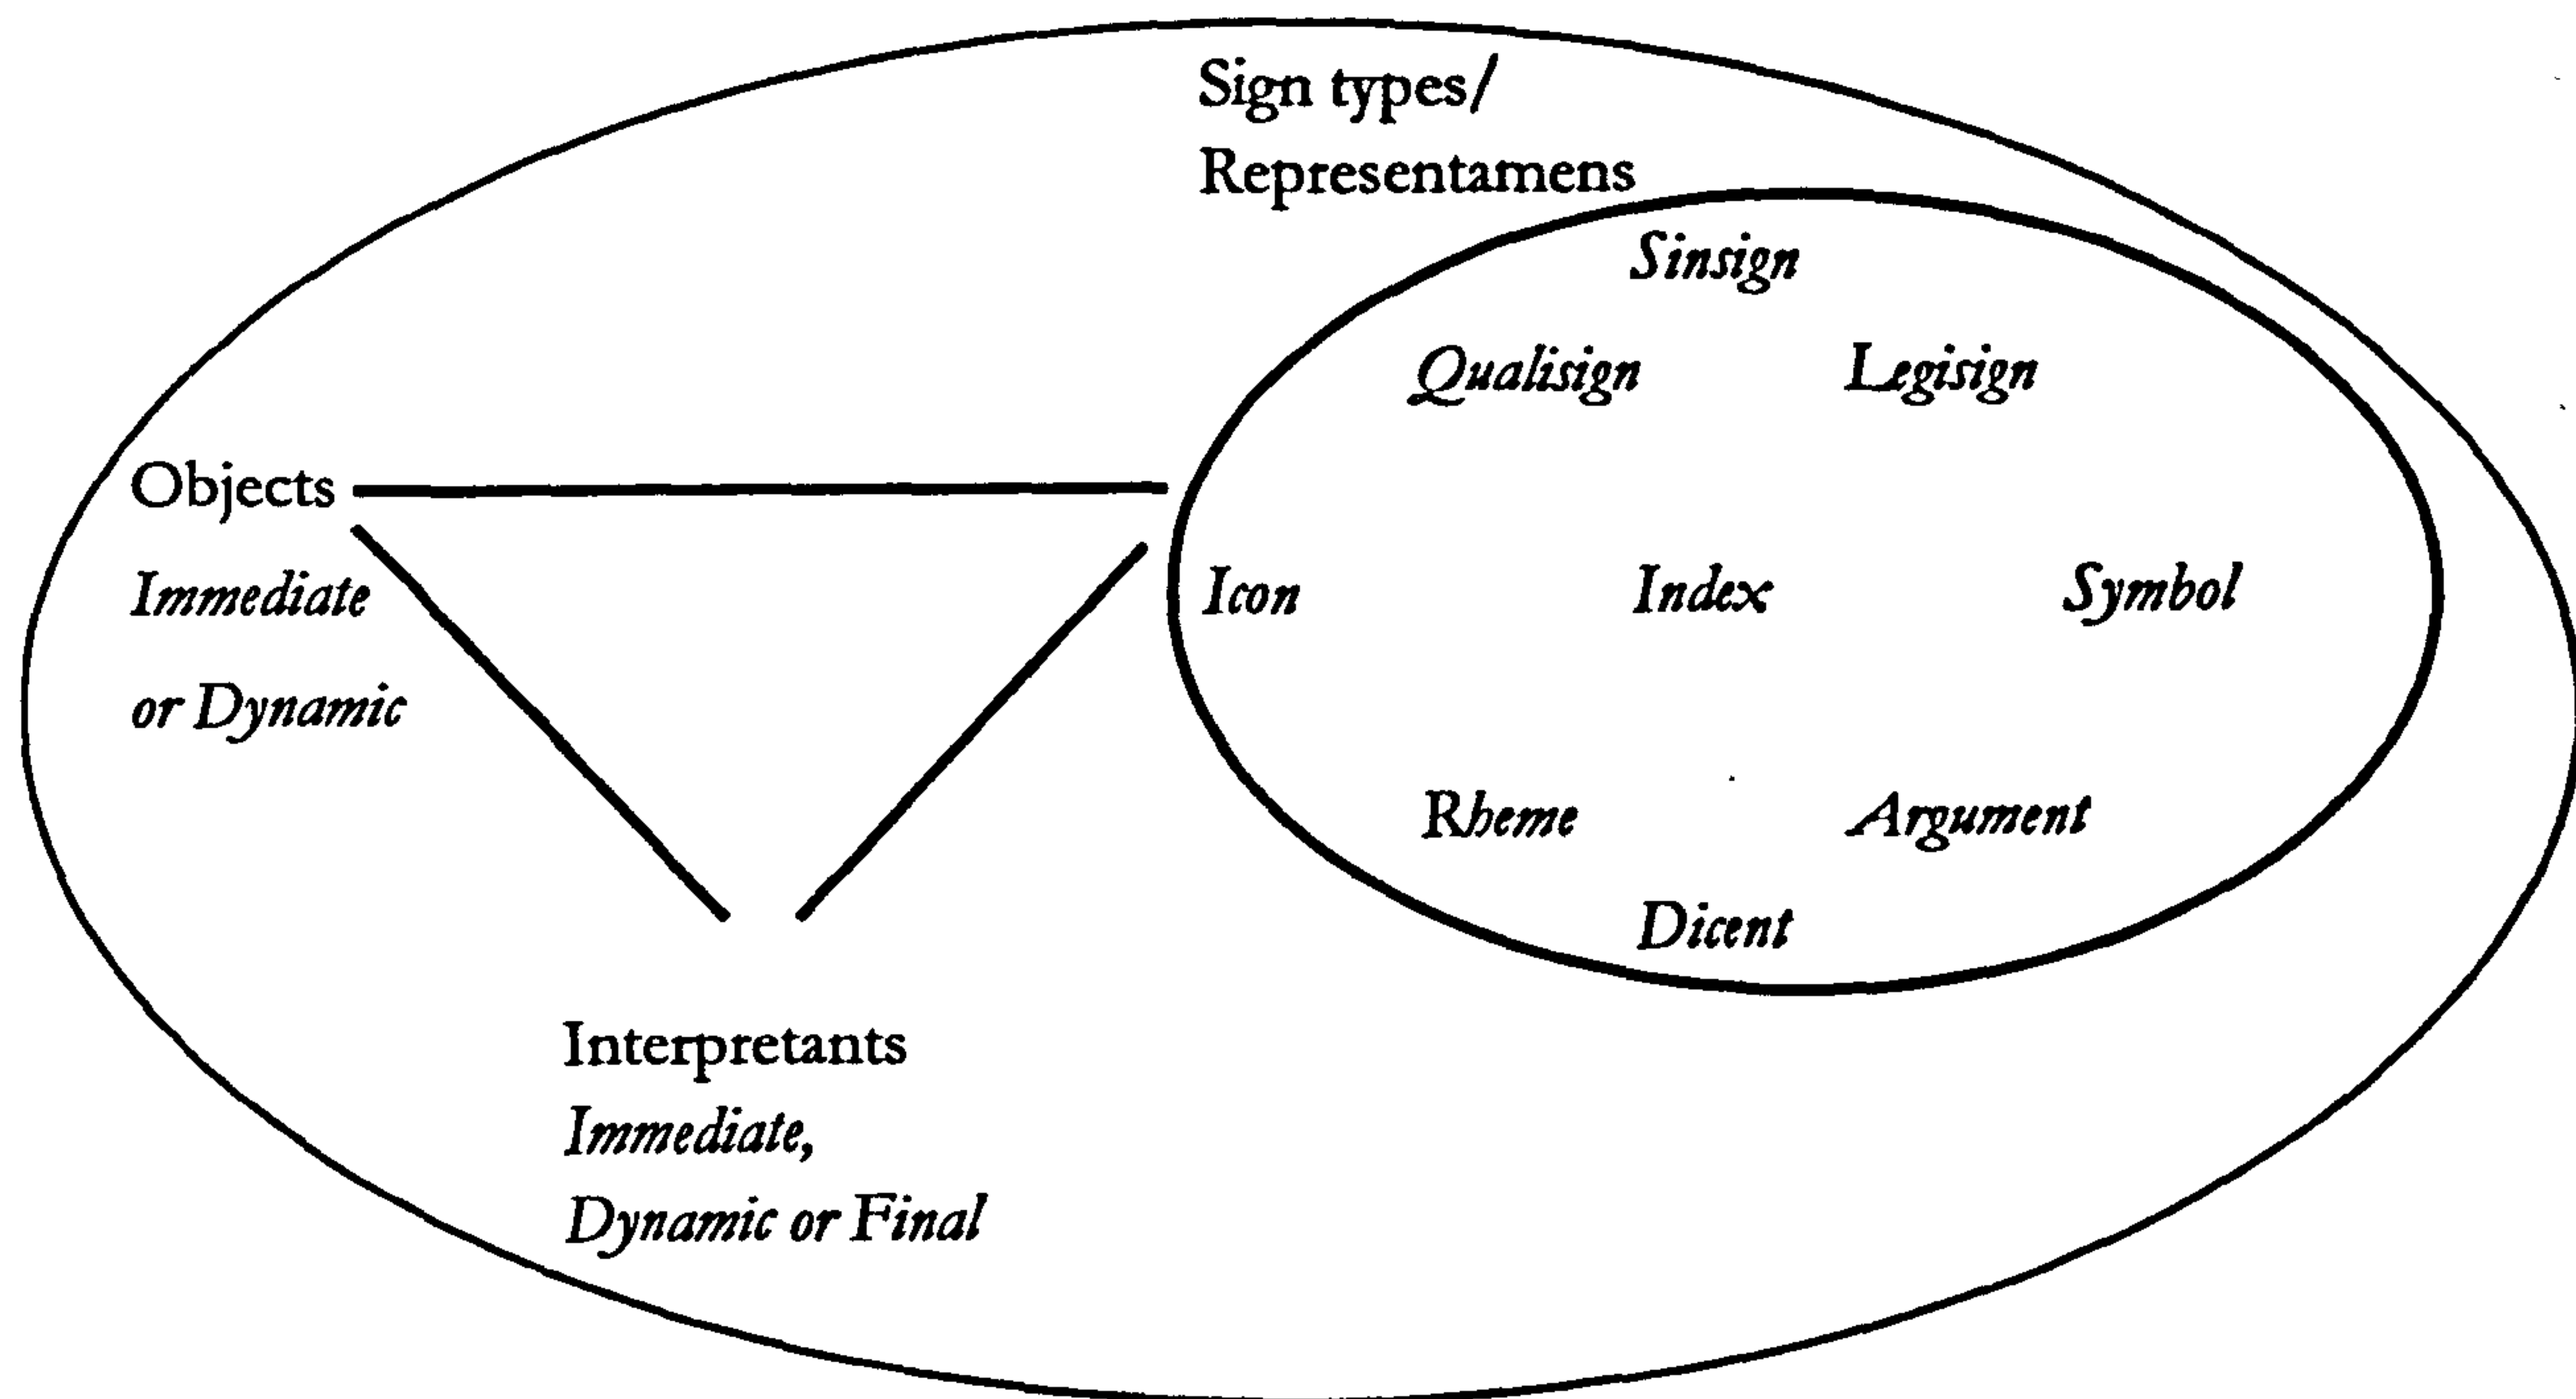 Sign types/
Representamens
Sinsign
Qualisign Legisign
Objects
Immediate
or Dynamic
Icon Index Symbol
Rheme Argument
Dicent
Interpretants
Immediate,
Dynamic or Final